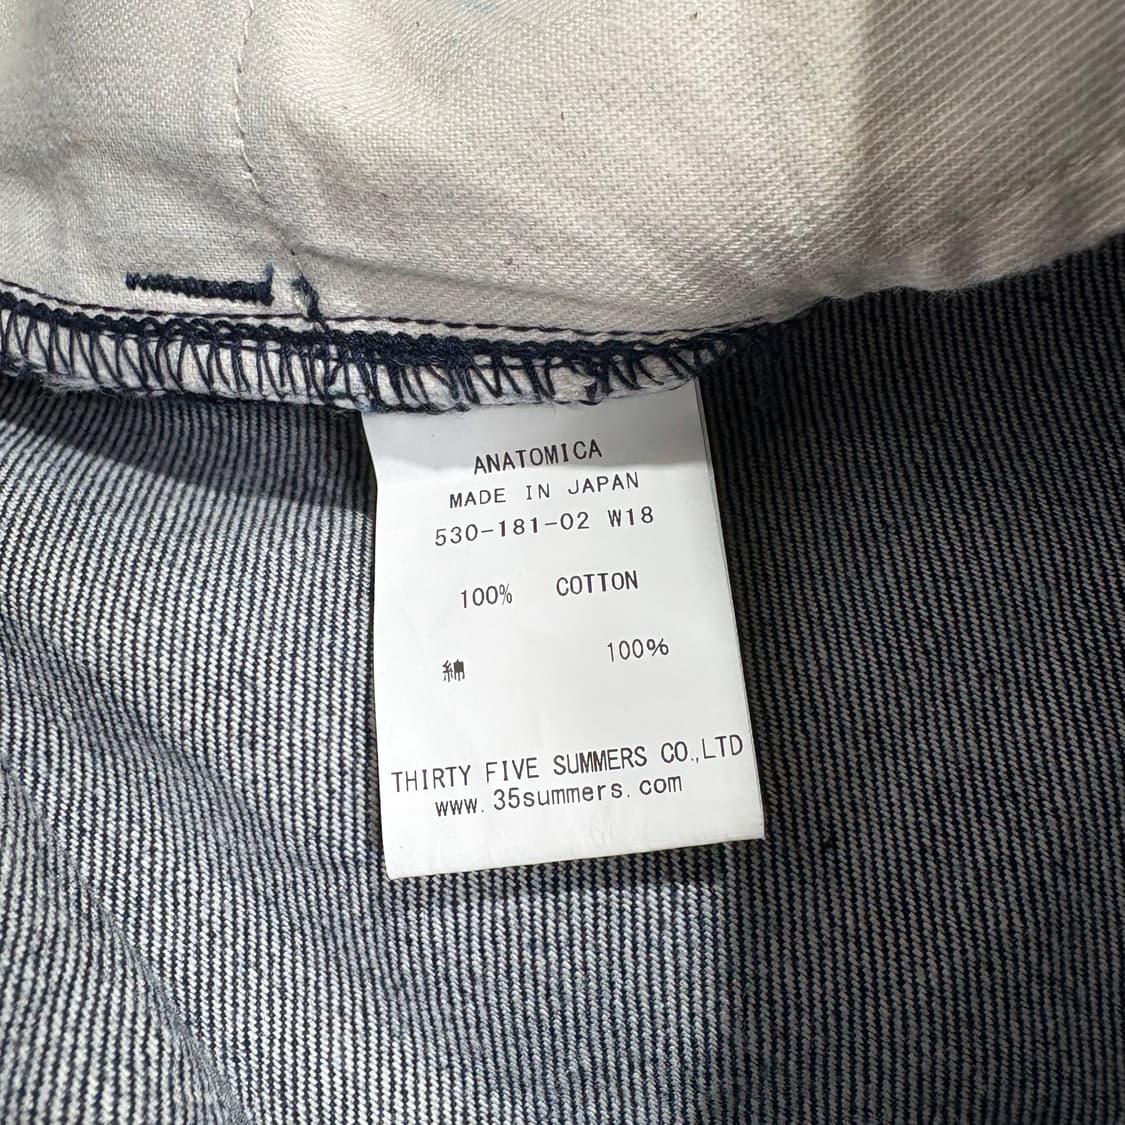 ANATOMICA
MADE IN JAPAN
530-181-02 W18
100% COTTON
綿 100%
THIRTY FIVE SUMMERS CO.,LTD
www.35summers.com